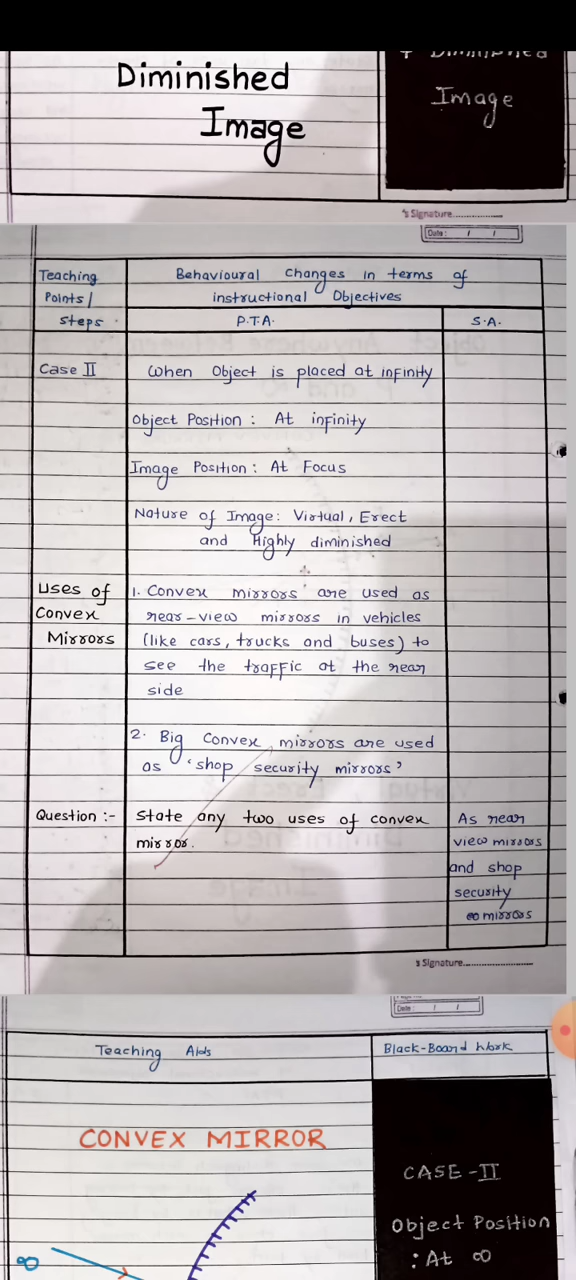 Diminished
Image
+ Diminished
Image
's Signature...................
Date : / /
Teaching
Points/
Steps
Behavioural Changes in terms of
instructional Objectives
P.T.A.
S.A.
Case II
When Object is placed at infinity
Object Position : At infinity
Image Position : At Focus
Nature of Image: Virtual, Erect
and Highly diminished
Uses of
Convex
Mirrors
1. Convex mirrors are used as
rear-view mirrors in vehicles
(like cars, trucks and buses) to
see the traffic at the rear
side
2. Big Convex mirrors are used
as 'shop security mirrors'
Question :-
State any two uses of convex
mirror.
As rear
view mirrors
and shop
security
mirrors
s Signature...........................
Date : / /
Teaching Aids
Black-Board Work
CONVEX MIRROR
∞
CASE-II
Object Position
: At ∞